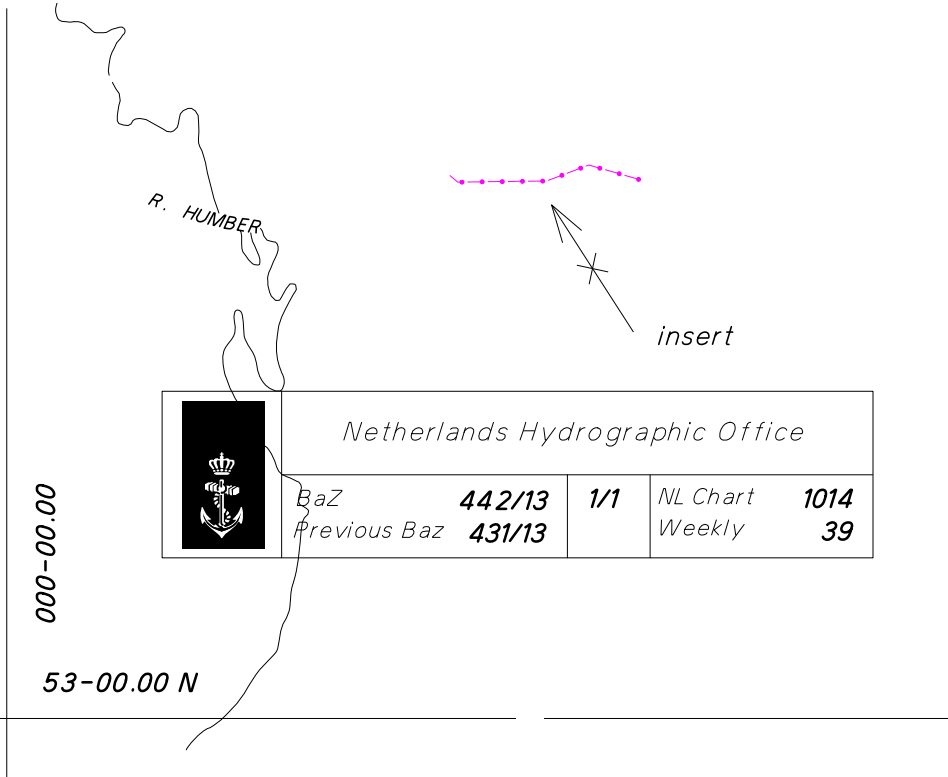 R. HUMBER
insert
Netherlands Hydrographic Office
BaZ 442/13 1/1 NL Chart 1014
Previous Baz 431/13 Weekly 39
000-00.00
53-00.00 N